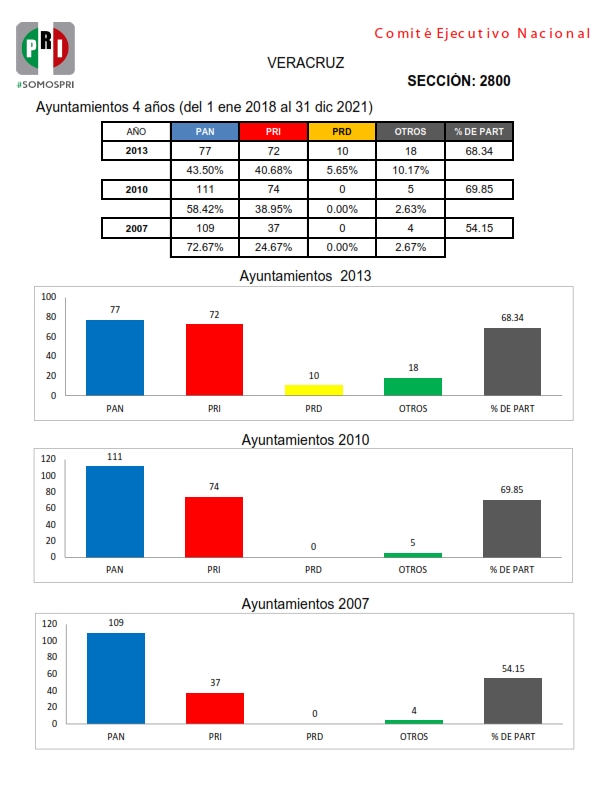 PRI
#SOMOSPRI
Comité Ejecutivo Nacional
VERACRUZ
SECCIÓN: 2800
Ayuntamientos 4 años (del 1 ene 2018 al 31 dic 2021)
AÑO PAN PRI PRD OTROS % DE PART
2013 77 72 10 18 68.34
43.50% 40.68% 5.65% 10.17%
2010 111 74 0 5 69.85
58.42% 38.95% 0.00% 2.63%
2007 109 37 0 4 54.15
72.67% 24.67% 0.00% 2.67%
Ayuntamientos 2013
100
80
60
40
20
0
77 72 10 18 68.34
PAN PRI PRD OTROS % DE PART
Ayuntamientos 2010
120
100
80
60
40
20
0
111 74 0 5 69.85
PAN PRI PRD OTROS % DE PART
Ayuntamientos 2007
120
100
80
60
40
20
0
109 37 0 4 54.15
PAN PRI PRD OTROS % DE PART